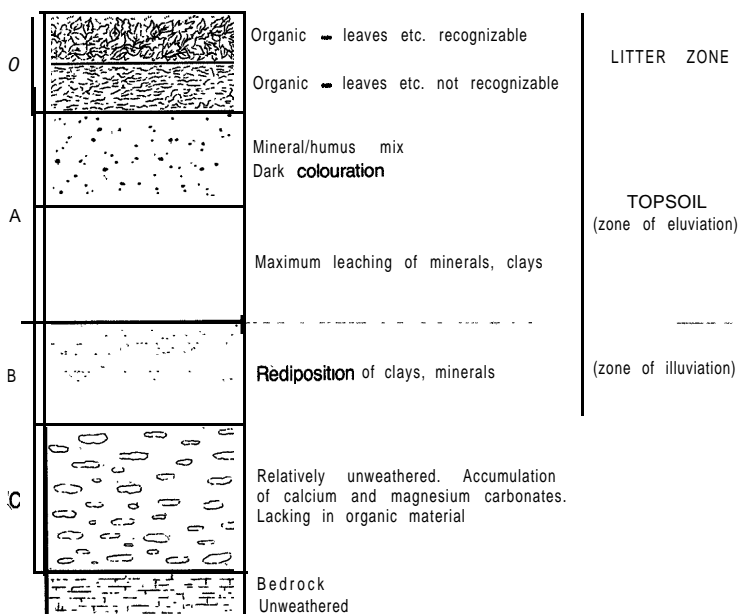 Organic - leaves etc. recognizable
LITTER ZONE
O
Organic - leaves etc. not recognizable
Mineral/humus mix
Dark colouration
A
TOPSOIL
(zone of eluviation)
Maximum leaching of minerals, clays
B
Rediposition of clays, minerals
(zone of illuviation)
C
Relatively unweathered. Accumulation
of calcium and magnesium carbonates.
Lacking in organic material
Bedrock
Unweathered